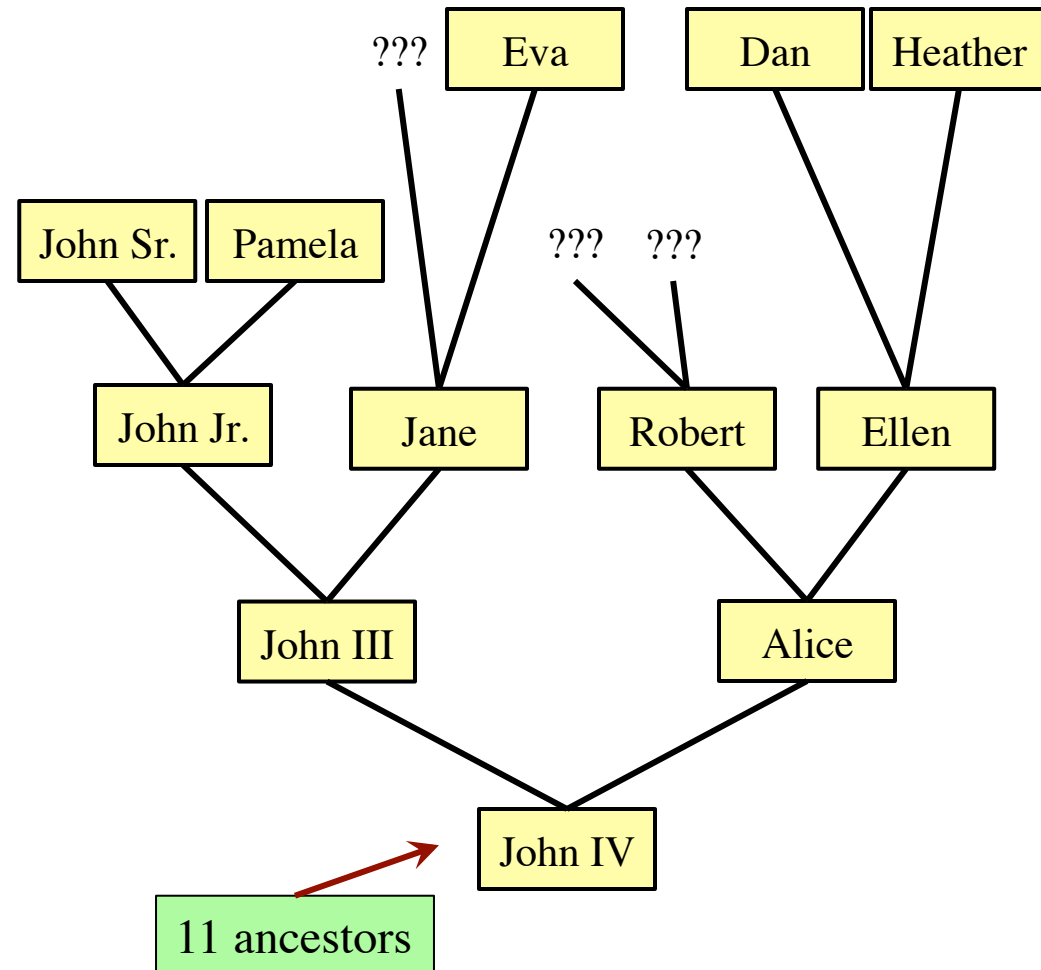 ???
Eva
Dan
Heather
John Sr.
Pamela
???
???
John Jr.
Jane
Robert
Ellen
John III
Alice
John IV
11 ancestors